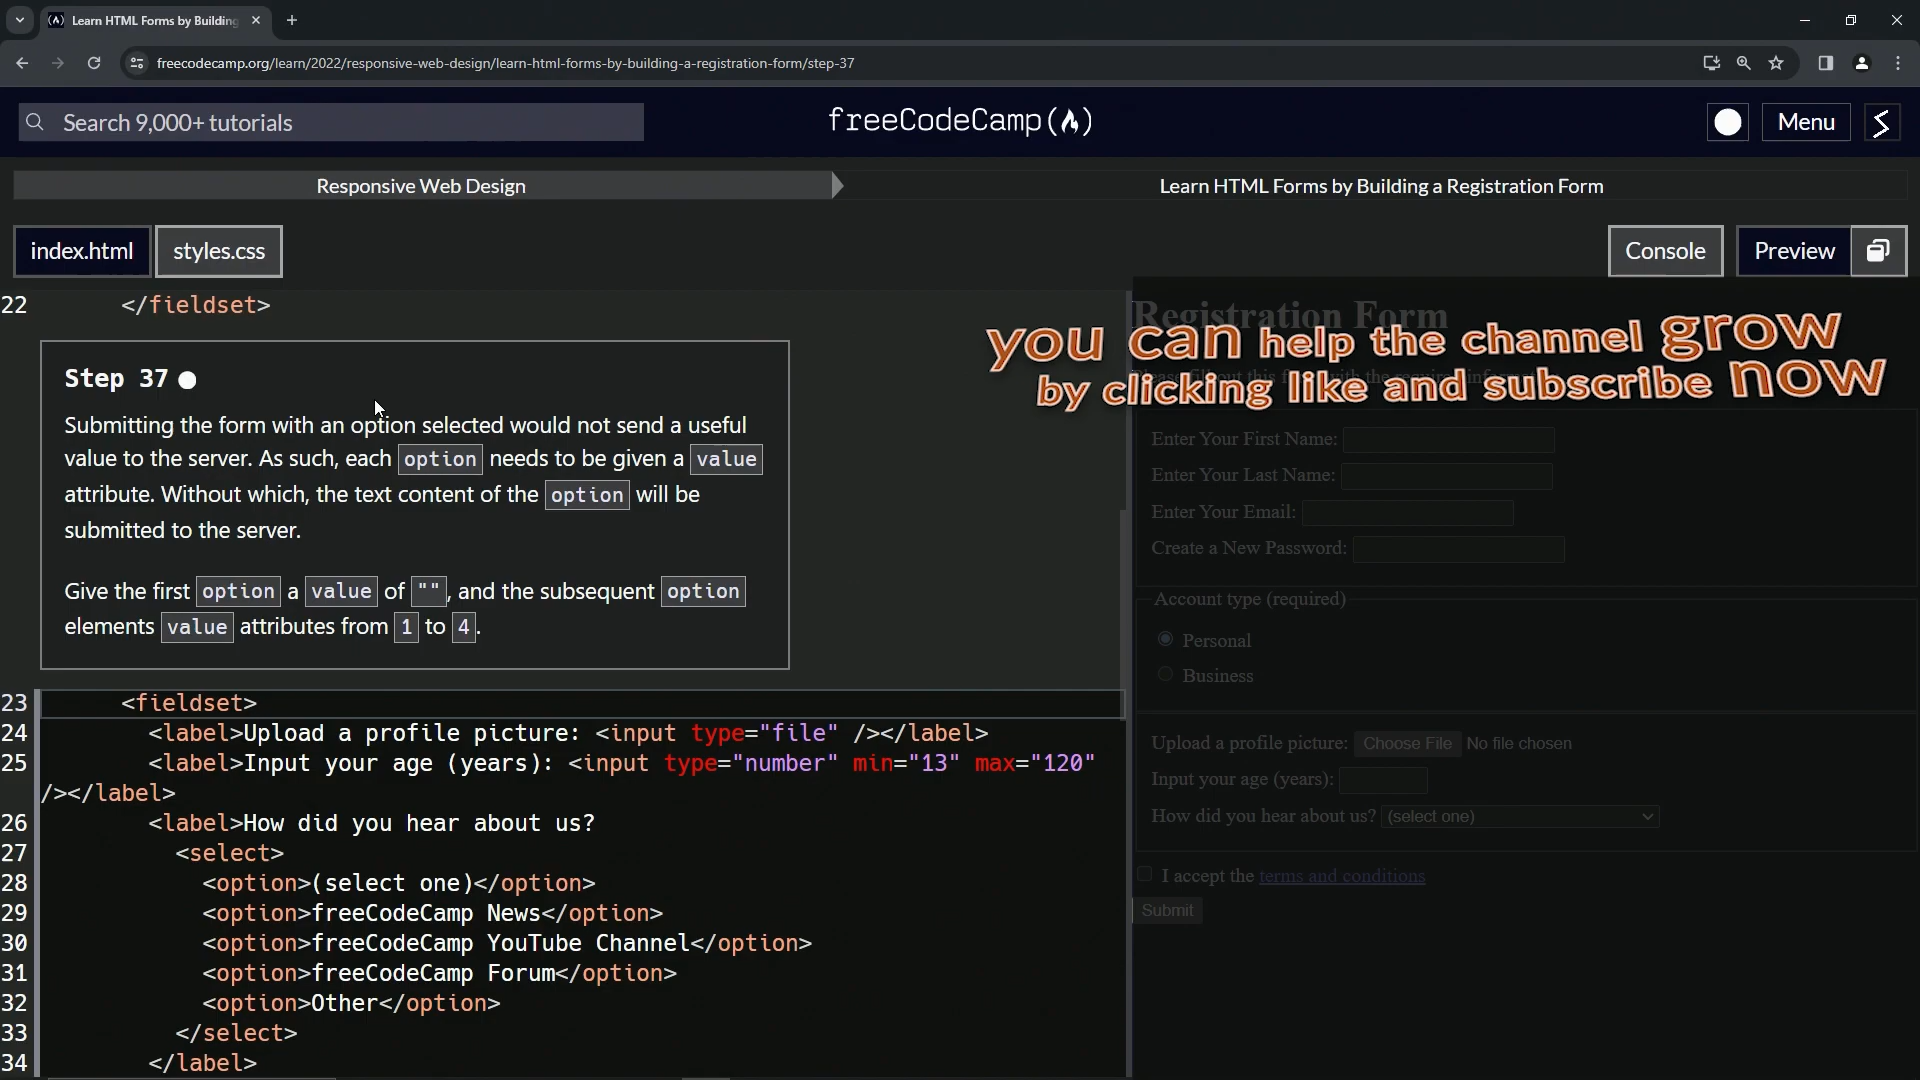 Learn HTML Forms by Building
freecodecamp.org/learn/2022/responsive-web-design/learn-html-forms-by-building-a-registration-form/step-37
Search 9,000+ tutorials
freeCodeCamp(🔥)
Menu
Responsive Web Design
Learn HTML Forms by Building a Registration Form
index.html
styles.css
Console
Preview
22 </fieldset>
Step 37
Submitting the form with an option selected would not send a useful
value to the server. As such, each option needs to be given a value
attribute. Without which, the text content of the option will be
submitted to the server.
Give the first option a value of "", and the subsequent option
elements value attributes from 1 to 4.
23 <fieldset>
24 <label>Upload a profile picture: <input type="file" /></label>
25 <label>Input your age (years): <input type="number" min="13" max="120"
/></label>
26 <label>How did you hear about us?
27 <select>
28 <option>(select one)</option>
29 <option>freeCodeCamp News</option>
30 <option>freeCodeCamp YouTube Channel</option>
31 <option>freeCodeCamp Forum</option>
32 <option>Other</option>
33 </select>
34 </label>
Registration Form
you can help the channel grow
by clicking like and subscribe now
Enter Your First Name:
Enter Your Last Name:
Enter Your Email:
Create a New Password:
Account type (required)
Personal
Business
Upload a profile picture: Choose File No file chosen
Input your age (years):
How did you hear about us? (select one)
I accept the terms and conditions
Submit